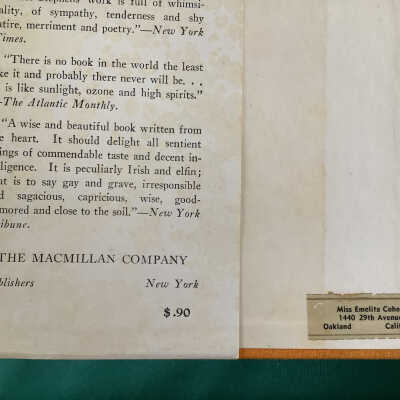 work is full of whimsi-
ality, of sympathy, tenderness and shy
atire, merriment and poetry."—New York
Times.
"There is no book in the world the least
ke it and probably there never will be. . .
is like sunlight, ozone and high spirits."
-The Atlantic Monthly.
"A wise and beautiful book written from
e heart. It should delight all sentient
ings of commendable taste and decent in-
lligence. It is peculiarly Irish and elfin;
at is to say gay and grave, irresponsible
d sagacious, capricious, wise, good-
mored and close to the soil."—New York
ibune.
THE MACMILLAN COMPANY
blishers New York
$.90
Miss Emelita Cohe
1440 29th Avenue
Oakland Cali